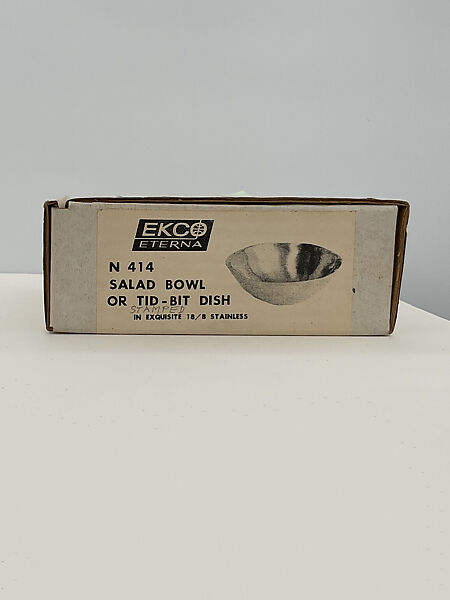 EKCO
ETERNA
N 414
SALAD BOWL
OR TID-BIT DISH
STAMPED
IN EXQUISITE 18/8 STAINLESS